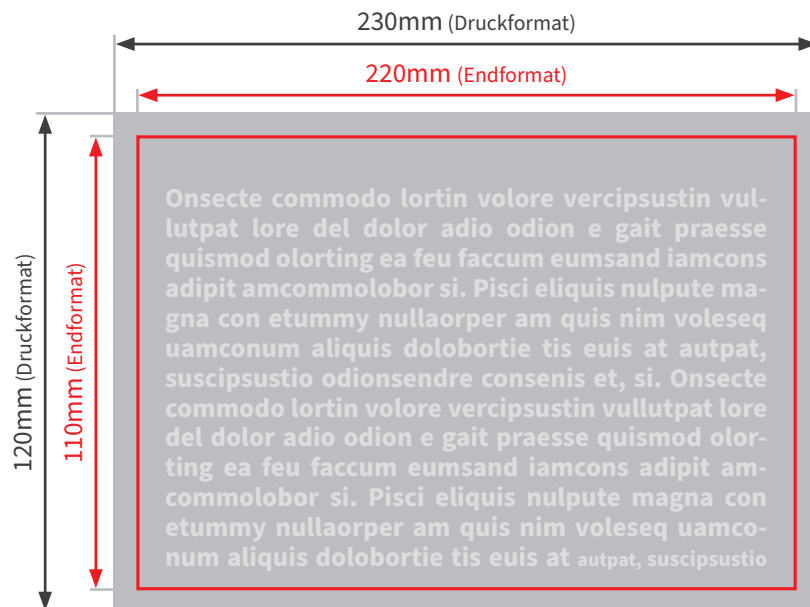 230mm (Druckformat)
220mm (Endformat)
120mm (Druckformat)
110mm (Endformat)
Onsecte commodo lortin volore vercipsustin vul-
lutpat lore del dolor adio odion e gait praesse
quismod olorting ea feu faccum eumsand iamcons
adipit amcommolobor si. Pisci eliquis nulpute ma-
gna con etummy nullaorper am quis nim voleseq
uamconum aliquis dolobortie tis euis at autpat,
suscipsustio odionsendre consenis et, si. Onsecte
commodo lortin volore vercipsustin vullutpat lore
del dolor adio odion e gait praesse quismod olor-
ting ea feu faccum eumsand iamcons adipit am-
commolobor si. Pisci eliquis nulpute magna con
etummy nullaorper am quis nim voleseq uamco-
num aliquis dolobortie tis euis at autpat, suscipsustio